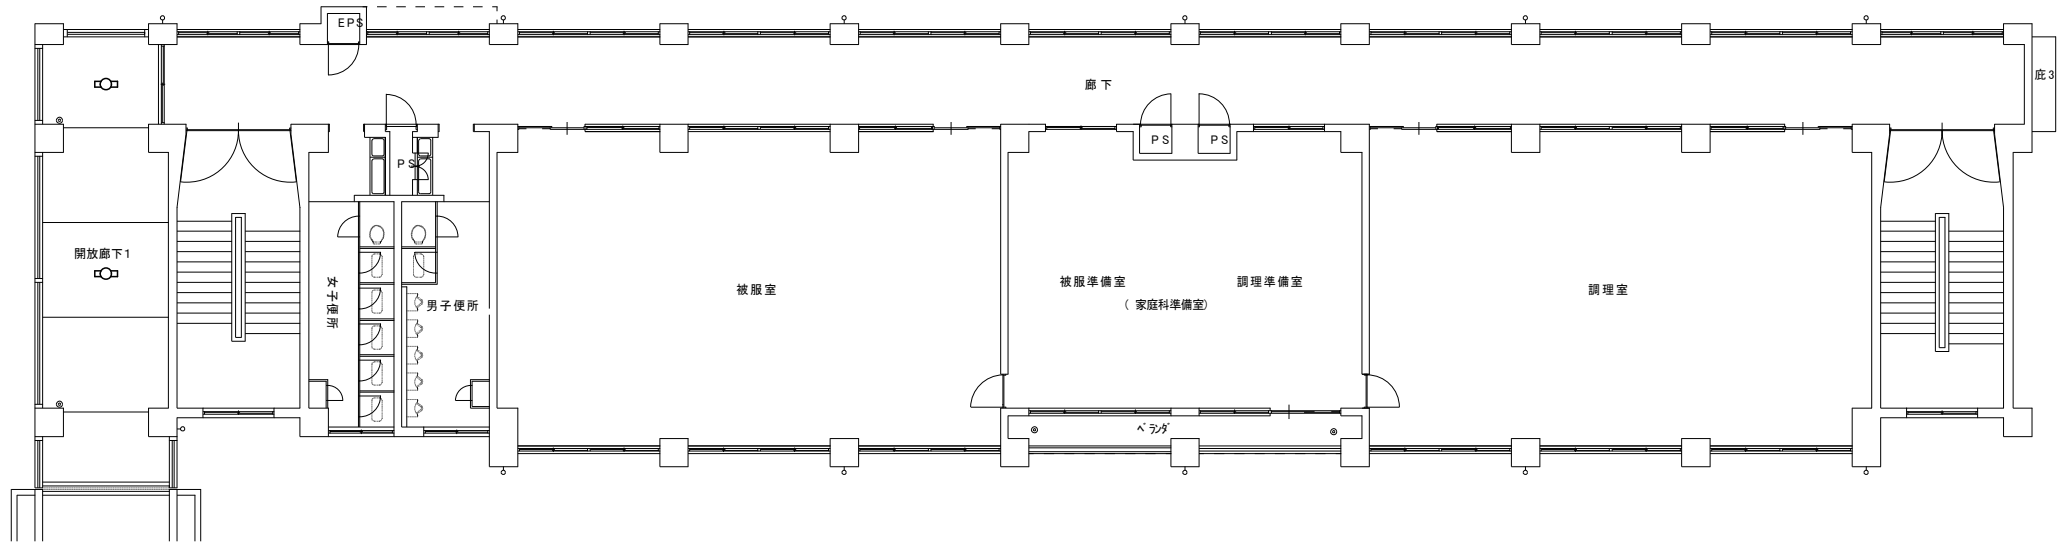 EPS
廊下
庇3
PS
PS
PS
開放廊下1
女子便所
男子便所
被服室
被服準備室
調理準備室
(家庭科準備室)
調理室
ベランダ